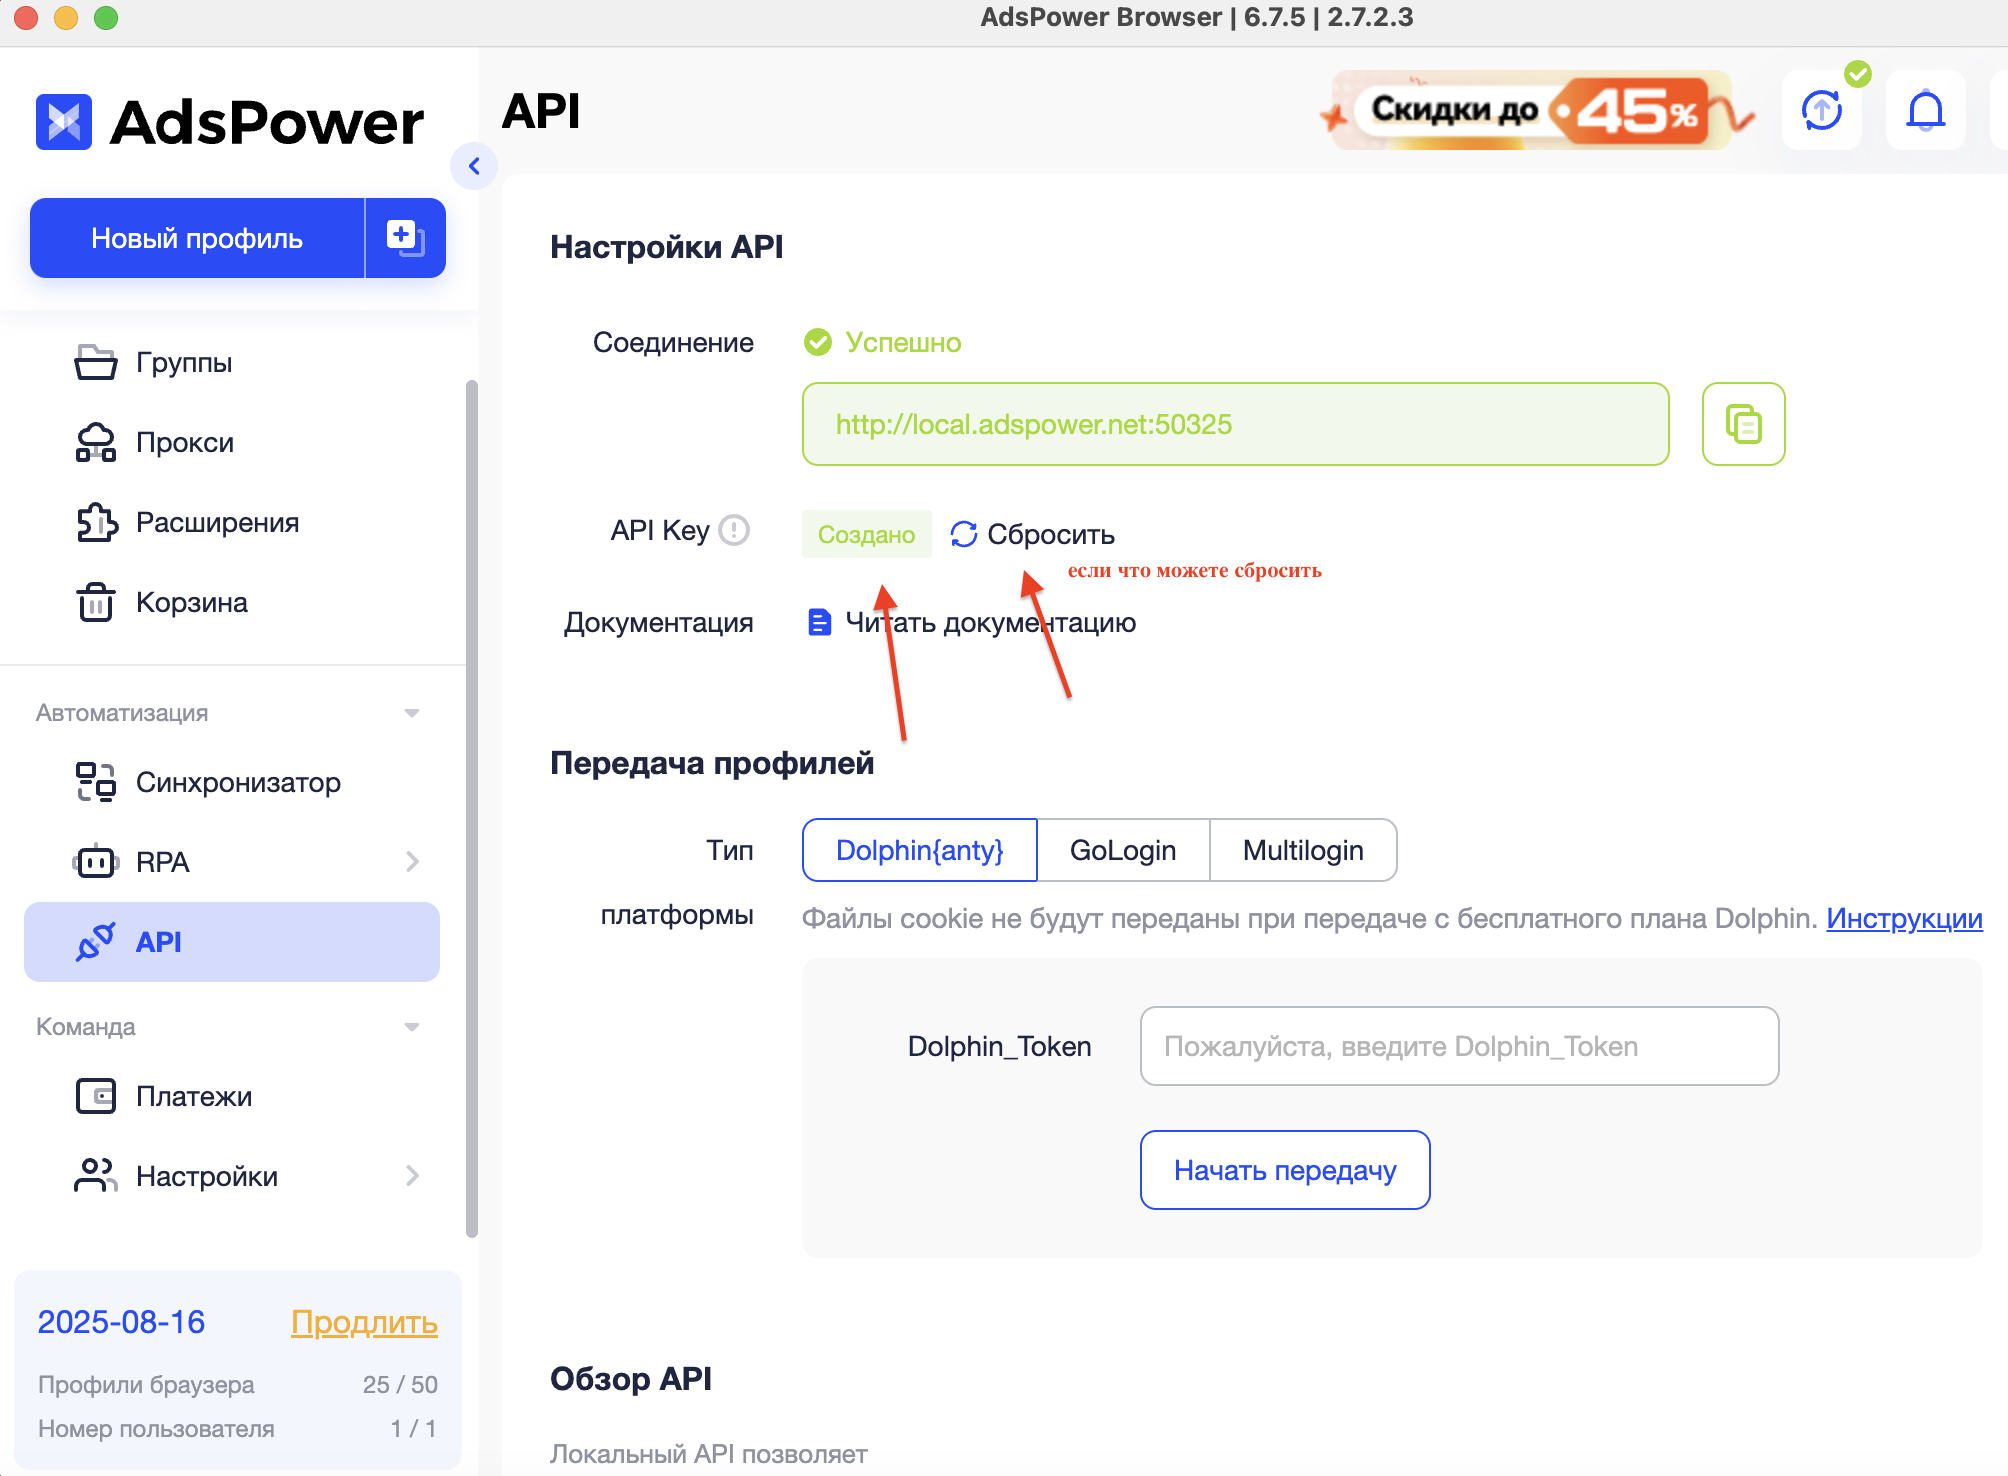 AdsPower Browser | 6.7.5 | 2.7.2.3
AdsPower
Новый профиль
Группы
Прокси
Расширения
Корзина
Автоматизация
Синхронизатор
RPA
API
Команда
Платежи
Настройки
2025-08-16 Продлить
Профили браузера 25 / 50
Номер пользователя 1 / 1
API
Скидки до 45%
Настройки API
Соединение Успешно
http://local.adspower.net:50325
API Key Создано Сбросить
если что можете сбросить
Документация Читать документацию
Передача профилей
Тип Dolphin{anty} GoLogin Multilogin
платформы Файлы cookie не будут переданы при передаче с бесплатного плана Dolphin. Инструкции
Dolphin_Token Пожалуйста, введите Dolphin_Token
Начать передачу
Обзор API
Локальный API позволяет